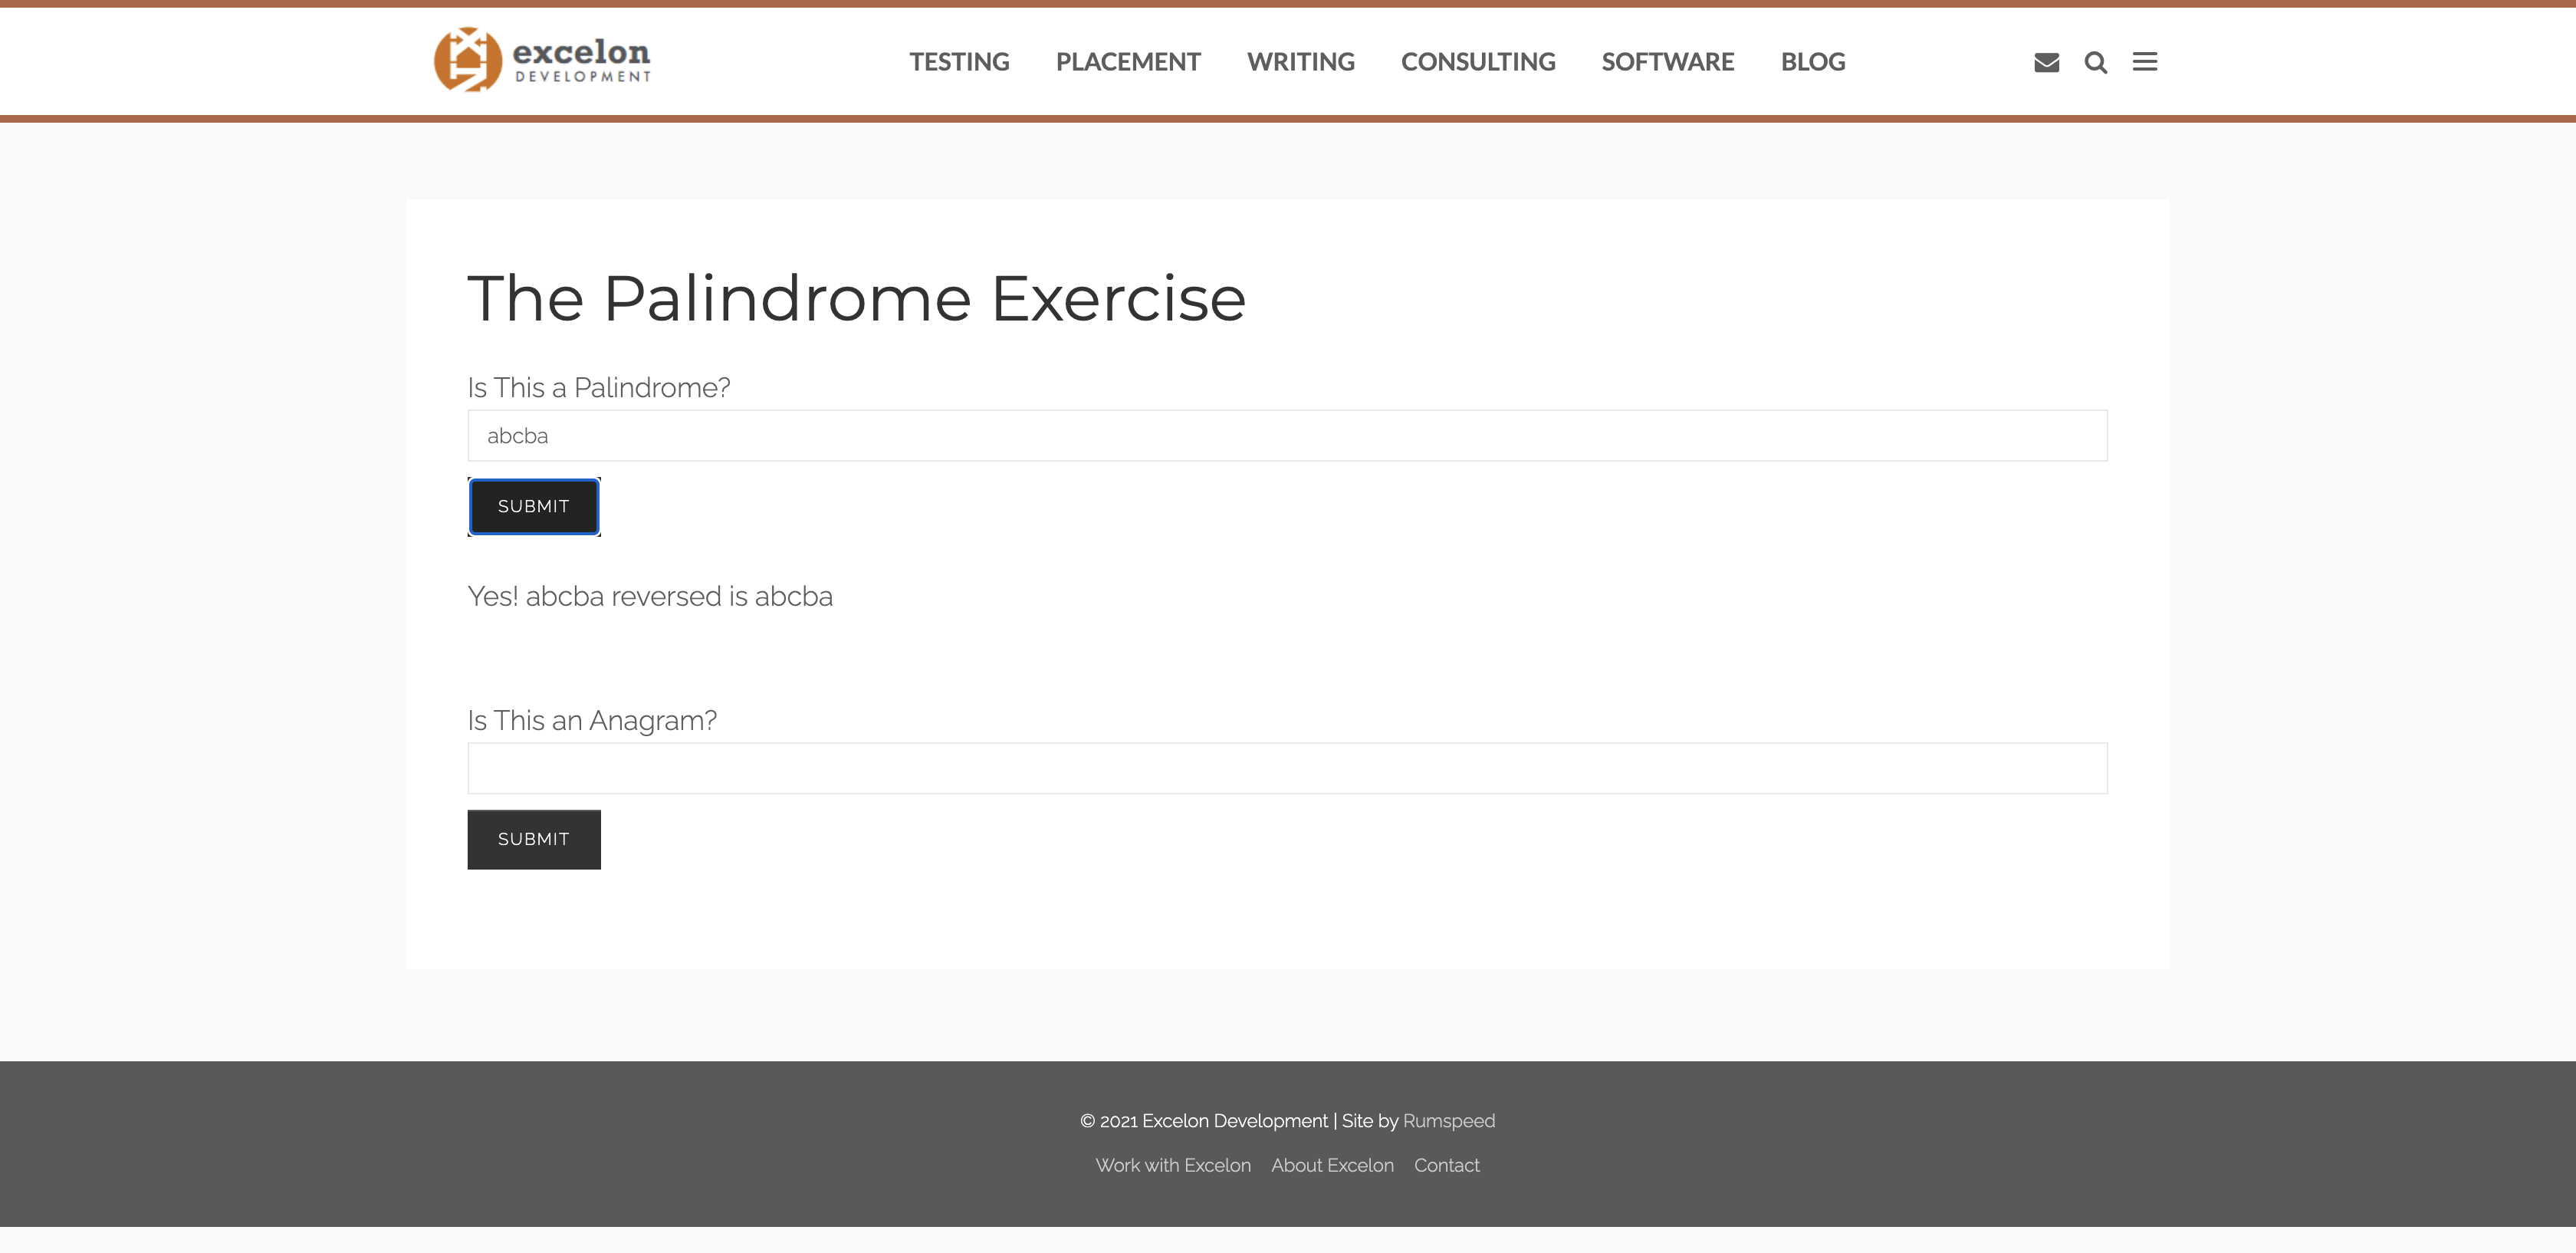 excelon
DEVELOPMENT
TESTING PLACEMENT WRITING CONSULTING SOFTWARE BLOG
The Palindrome Exercise
Is This a Palindrome?
abcba
SUBMIT
Yes! abcba reversed is abcba
Is This an Anagram?
SUBMIT
© 2021 Excelon Development | Site by Rumspeed
Work with Excelon About Excelon Contact